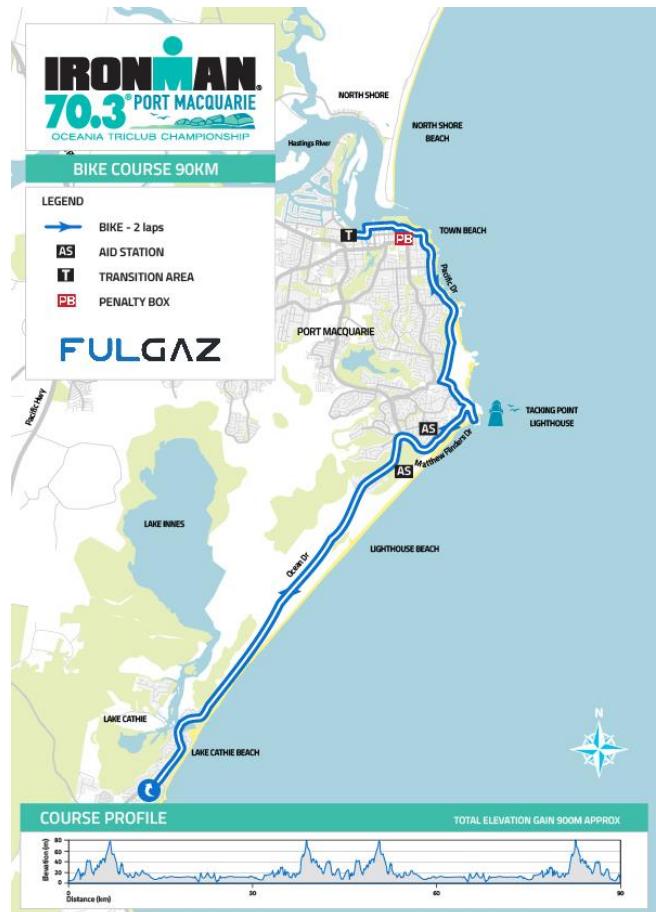 IRONMAN®
70.3® PORT MACQUARIE
OCEANIA TRICLUB CHAMPIONSHIP
BIKE COURSE 90KM
LEGEND
BIKE - 2 laps
AS AID STATION
T TRANSITION AREA
PB PENALTY BOX
FULGAZ
NORTH SHORE
Hastings River
NORTH SHORE
BEACH
T
PB
TOWN BEACH
Pacific Dr
PORT MACQUARIE
Pacific Hwy
TACKING POINT
LIGHTHOUSE
AS
Matthew Flinders Dr
AS
LAKE INNES
LIGHTHOUSE BEACH
Ocean Dr
LAKE CATHIE
LAKE CATHIE BEACH
N
COURSE PROFILE
TOTAL ELEVATION GAIN 900M APPROX
Elevation (m)
80
60
40
20
0
0 30 60 90
Distance (km)